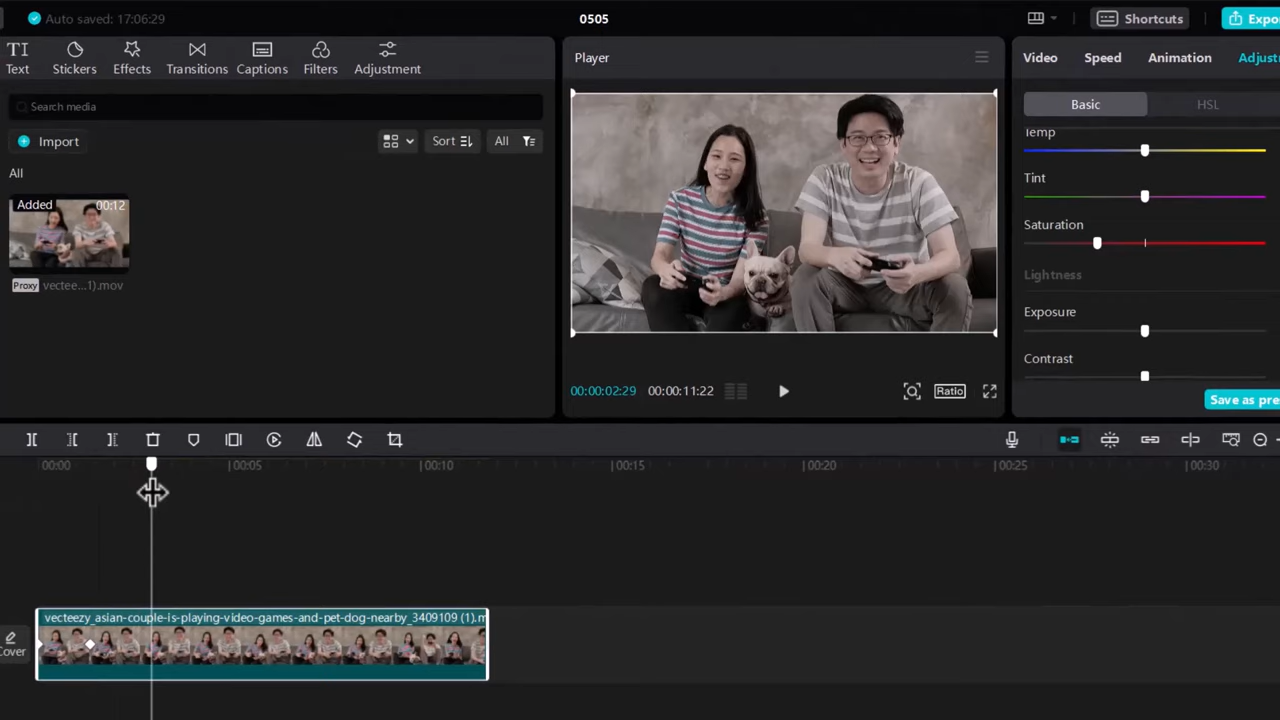 Auto saved: 17:06:29
0505
Shortcuts
Expo
TI
Text
Stickers
Effects
Transitions
Captions
Filters
Adjustment
Player
Video
Speed
Animation
Adjust
Search media
Basic
HSL
Import
Sort
All
Temp
All
Tint
Added
00:12
Saturation
Lightness
Proxy
vectee...1).mov
Exposure
Contrast
00:00:02:29
00:00:11:22
Ratio
Save as pre
00:00
00:05
00:10
00:15
00:20
00:25
00:30
vecteezy_asian-couple-is-playing-video-games-and-pet-dog-nearby_3409109 (1).m
Cover